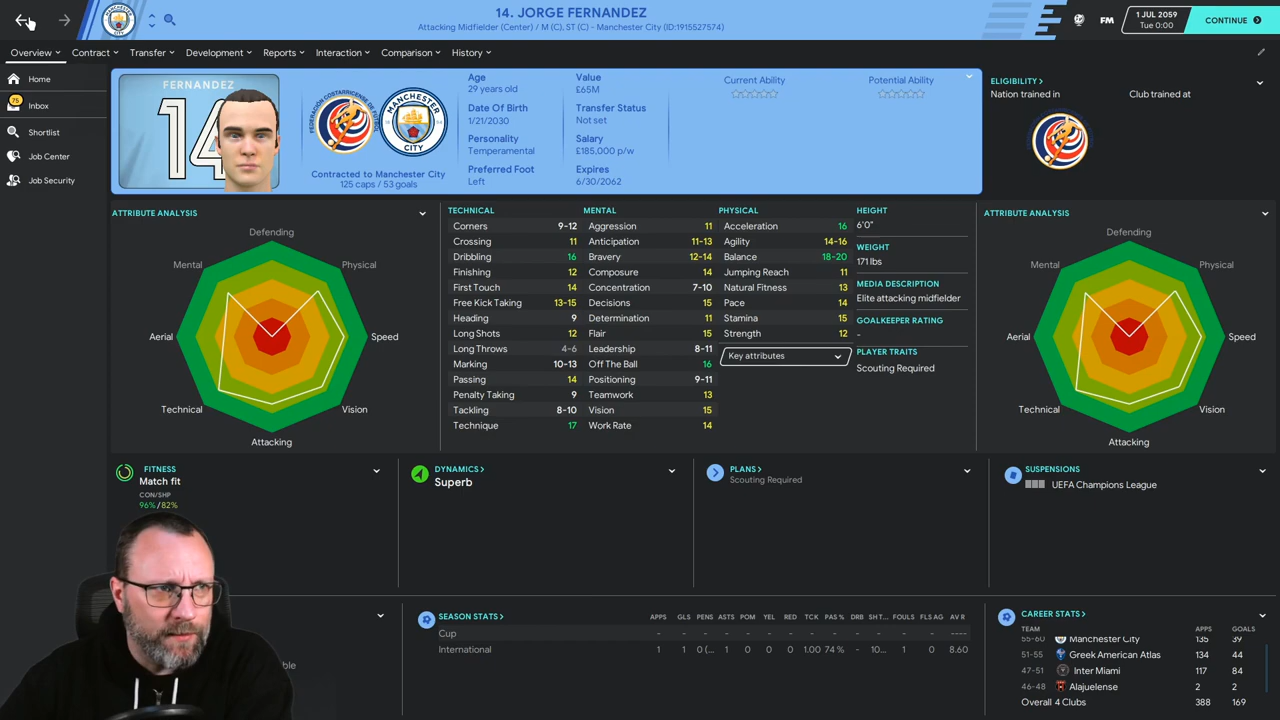 14. JORGE FERNANDEZ
Attacking Midfielder (Center) / M (C), ST (C) - Manchester City (ID:1915527574)
FM
1 JUL 2059
Tue 0:00
CONTINUE
Overview
Contract
Transfer
Development
Reports
Interaction
Comparison
History
Home
75
Inbox
Shortlist
Job Center
Job Security
FERNANDEZ
14
Contracted to Manchester City
125 caps / 53 goals
Age
29 years old
Date Of Birth
1/21/2030
Personality
Temperamental
Preferred Foot
Left
Value
£65M
Transfer Status
Not set
Salary
£185,000 p/w
Expires
6/30/2062
Current Ability
Potential Ability
ELIGIBILITY >
Nation trained in
Club trained at
ATTRIBUTE ANALYSIS
Defending
Mental
Physical
Aerial
Speed
Technical
Vision
Attacking
TECHNICAL
Corners 9-12
Crossing 11
Dribbling 16
Finishing 12
First Touch 14
Free Kick Taking 13-15
Heading 9
Long Shots 12
Long Throws 4-6
Marking 10-13
Passing 14
Penalty Taking 9
Tackling 8-10
Technique 17
MENTAL
Aggression 11
Anticipation 11-13
Bravery 12-14
Composure 14
Concentration 7-10
Decisions 15
Determination 11
Flair 15
Leadership 8-11
Off The Ball 16
Positioning 9-11
Teamwork 13
Vision 15
Work Rate 14
PHYSICAL
Acceleration 16
Agility 14-16
Balance 18-20
Jumping Reach 11
Natural Fitness 13
Pace 14
Stamina 15
Strength 12
Key attributes
HEIGHT
6'0"
WEIGHT
171 lbs
MEDIA DESCRIPTION
Elite attacking midfielder
GOALKEEPER RATING
-
PLAYER TRAITS
Scouting Required
ATTRIBUTE ANALYSIS
Defending
Mental
Physical
Aerial
Speed
Technical
Vision
Attacking
FITNESS
Match fit
CON/SHP
96% / 82%
DYNAMICS >
Superb
PLANS >
Scouting Required
SUSPENSIONS
UEFA Champions League
SEASON STATS > APPS GLS PENS ASTS POM YEL RED TCK PAS % DRB SH T... FOULS FLS AG AV R
Cup - - - - - - - - - - - - - ----
International 1 1 0 (... 1 0 0 0 1.00 74 % - 10... 1 0 8.60
CAREER STATS >
TEAM APPS GOALS
55-60 Manchester City 135 39
51-55 Greek American Atlas 134 44
47-51 Inter Miami 117 84
46-48 Alajuelense 2 2
Overall 4 Clubs 388 169